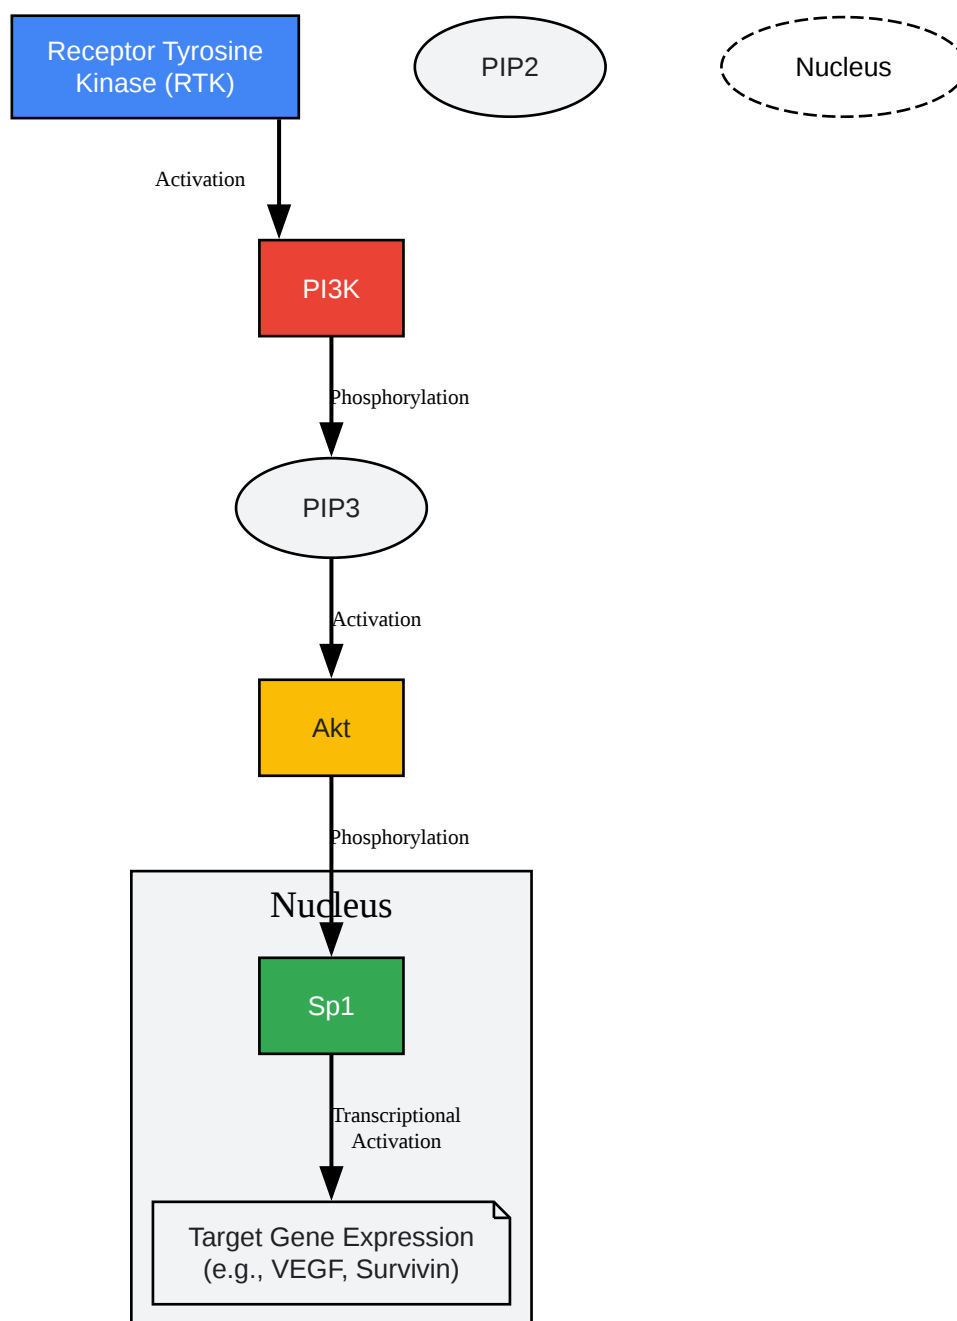 Receptor Tyrosine
Kinase (RTK)
PIP2
Nucleus
Activation
PI3K
Phosphorylation
PIP3
Activation
Akt
Phosphorylation
Nucleus
Sp1
Transcriptional
Activation
Target Gene Expression
(e.g., VEGF, Survivin)